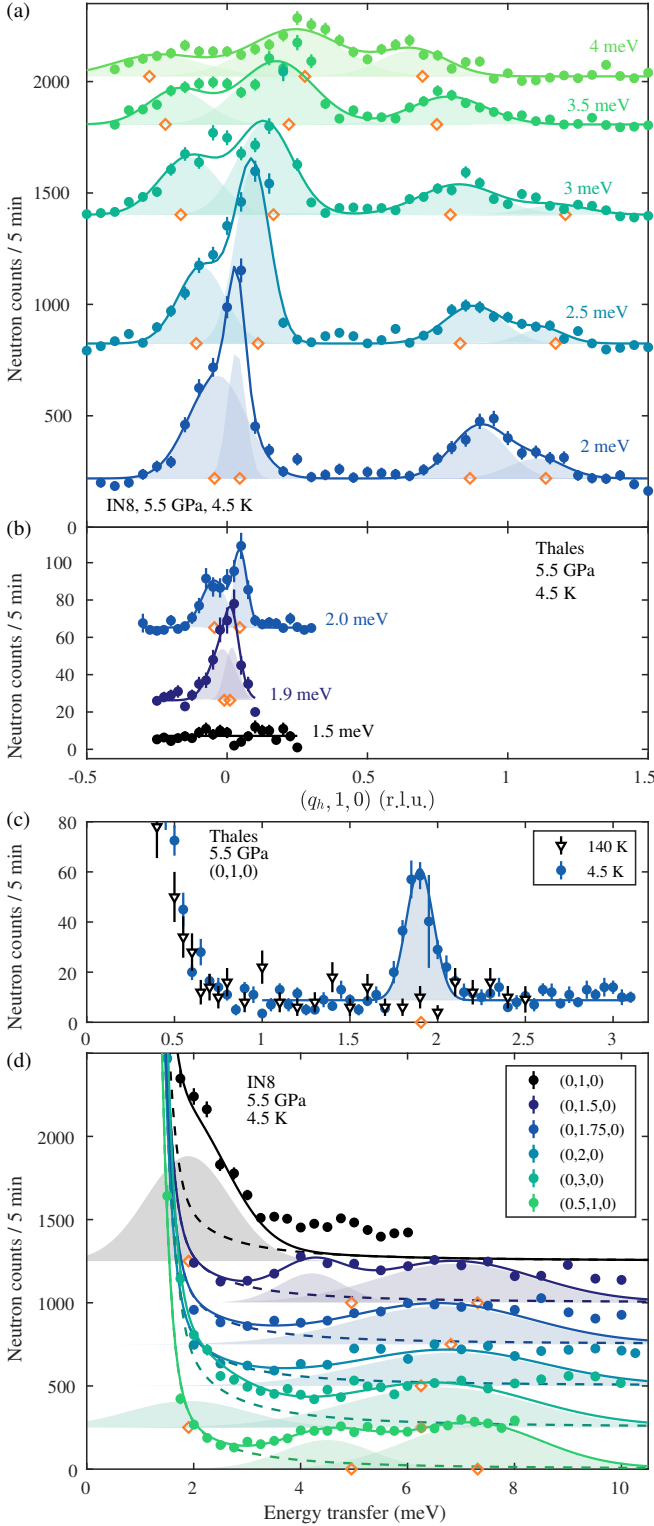 (a)
Neutron counts / 5 min
2000
1500
1000
500
0
4 meV
3.5 meV
3 meV
2.5 meV
2 meV
IN8, 5.5 GPa, 4.5 K
(b)
Neutron counts / 5 min
100
80
60
40
20
0
Thales
5.5 GPa
4.5 K
2.0 meV
1.9 meV
1.5 meV
-0.5 0 0.5 1 1.5
(qₕ, 1, 0) (r.l.u.)
(c)
Neutron counts / 5 min
80
60
40
20
0
Thales
5.5 GPa
(0,1,0)
140 K
4.5 K
0.5 1 1.5 2 2.5 3
(d)
Neutron counts / 5 min
2000
1500
1000
500
0
IN8
5.5 GPa
4.5 K
(0,1,0)
(0,1.5,0)
(0,1.75,0)
(0,2,0)
(0,3,0)
(0.5,1,0)
0 2 4 6 8 10
Energy transfer (meV)